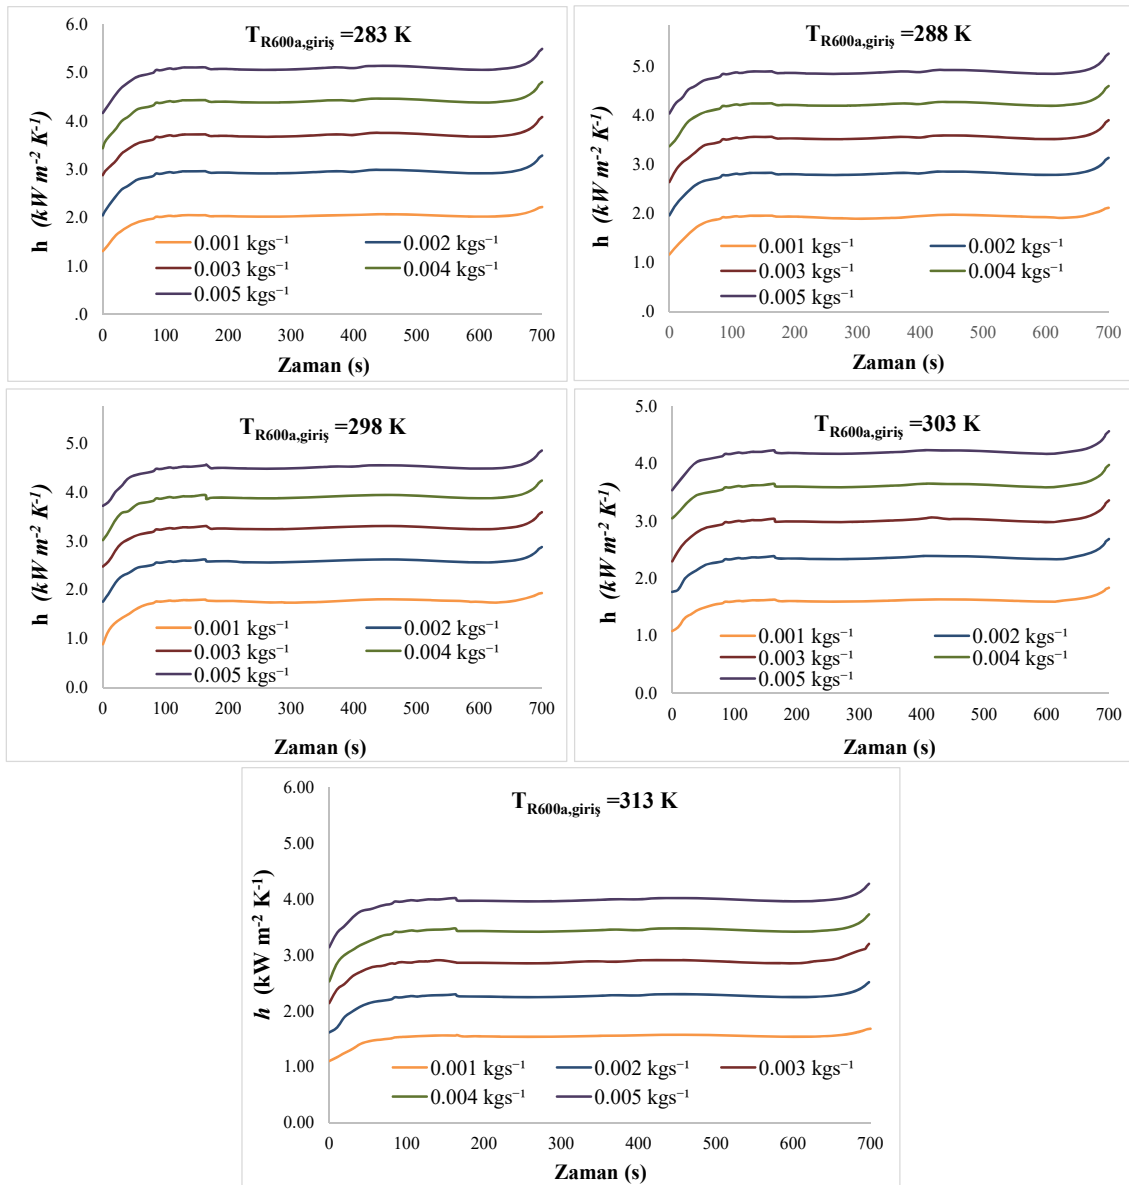 T_R600a,giriş =283 K
6.0
5.0
4.0
3.0
2.0
1.0
.0
h (kW m⁻² K⁻¹)
0.001 kgs⁻¹ 0.002 kgs⁻¹
0.003 kgs⁻¹ 0.004 kgs⁻¹
0.005 kgs⁻¹
0 100 200 300 400 500 600 700
Zaman (s)
T_R600a,giriş =288 K
5.0
4.0
3.0
2.0
1.0
.0
h (kW m⁻² K⁻¹)
0.001 kgs⁻¹ 0.002 kgs⁻¹
0.003 kgs⁻¹ 0.004 kgs⁻¹
0.005 kgs⁻¹
0 100 200 300 400 500 600 700
Zaman (s)
T_R600a,giriş =298 K
5.0
4.0
3.0
2.0
1.0
0.0
h (kW m⁻² K⁻¹)
0.001 kgs⁻¹ 0.002 kgs⁻¹
0.003 kgs⁻¹ 0.004 kgs⁻¹
0.005 kgs⁻¹
0 100 200 300 400 500 600 700
Zaman (s)
T_R600a,giriş =303 K
5.0
4.0
3.0
2.0
1.0
0.0
h (kW m⁻² K⁻¹)
0.001 kgs⁻¹ 0.002 kgs⁻¹
0.003 kgs⁻¹ 0.004 kgs⁻¹
0.005 kgs⁻¹
0 100 200 300 400 500 600 700
Zaman (s)
T_R600a,giriş =313 K
6.00
5.00
4.00
3.00
2.00
1.00
0.00
h (kW m⁻² K⁻¹)
0.001 kgs⁻¹ 0.002 kgs⁻¹ 0.003 kgs⁻¹
0.004 kgs⁻¹ 0.005 kgs⁻¹
0 100 200 300 400 500 600 700
Zaman (s)